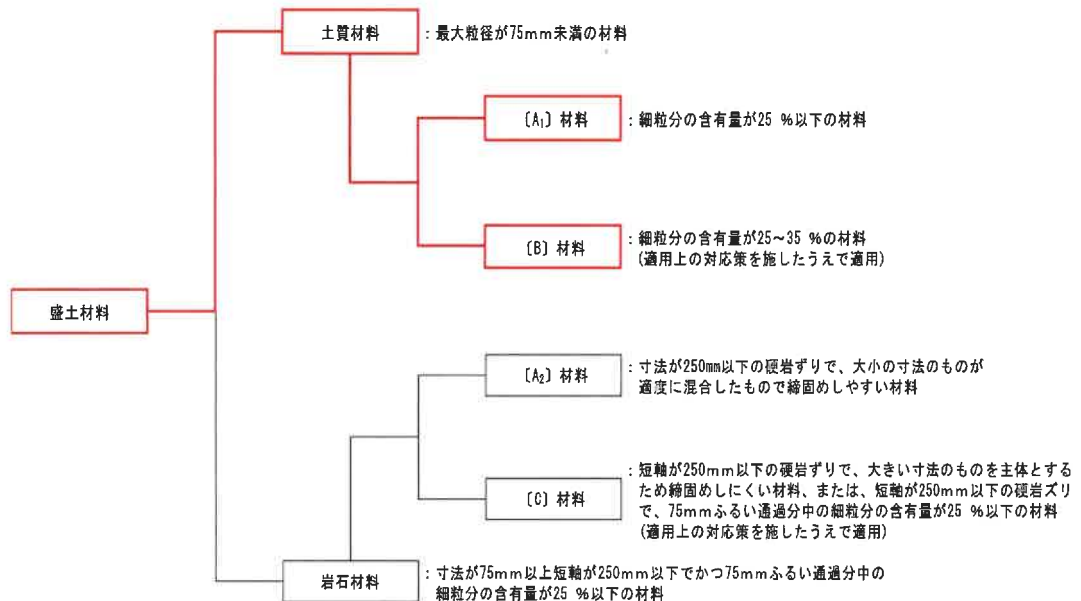 土質材料
：最大粒径が75mm未満の材料
〔A₁〕材料
：細粒分の含有量が25 %以下の材料
〔B〕材料
：細粒分の含有量が25～35 %の材料
(適用上の対応策を施したうえで適用)
盛土材料
〔A₂〕材料
：寸法が250mm以下の硬岩ずりで、大小の寸法のものが
適度に混合したもので締固めしやすい材料
〔C〕材料
：短軸が250mm以下の硬岩ずりで、大きい寸法のものを主体とする
ため締固めしにくい材料、または、短軸が250mm以下の硬岩ズリ
で、75mmふるい通過分中の細粒分の含有量が25 %以下の材料
(適用上の対応策を施したうえで適用)
岩石材料
：寸法が75mm以上短軸が250mm以下でかつ75mmふるい通過分中の
細粒分の含有量が25 %以下の材料